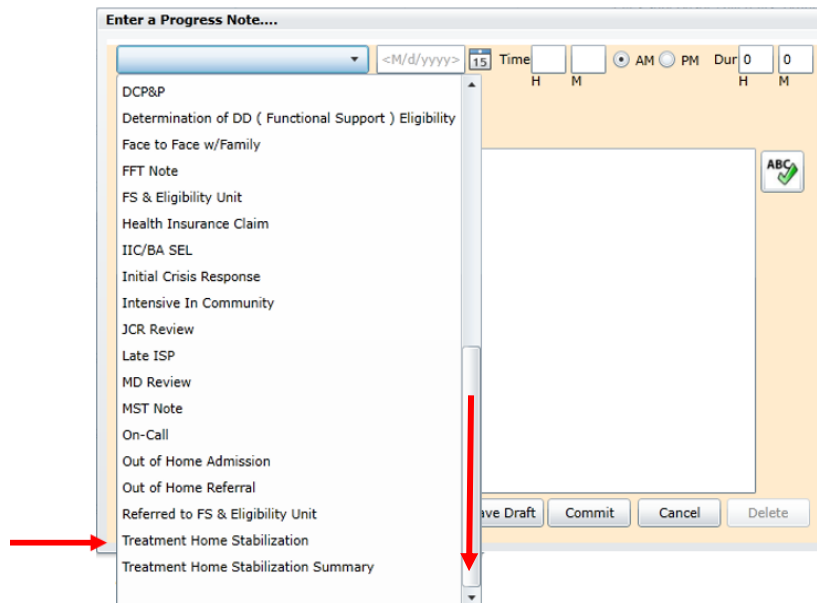 Enter a Progress Note....
<M/d/yyyy> 15 Time AM PM Dur 0 0
H M H M
DCP&P
Determination of DD ( Functional Support ) Eligibility
Face to Face w/Family
FFT Note
ABC
FS & Eligibility Unit
Health Insurance Claim
IIC/BA SEL
Initial Crisis Response
Intensive In Community
JCR Review
Late ISP
MD Review
MST Note
On-Call
Out of Home Admission
Out of Home Referral
Referred to FS & Eligibility Unit
ave Draft Commit Cancel Delete
Treatment Home Stabilization
Treatment Home Stabilization Summary